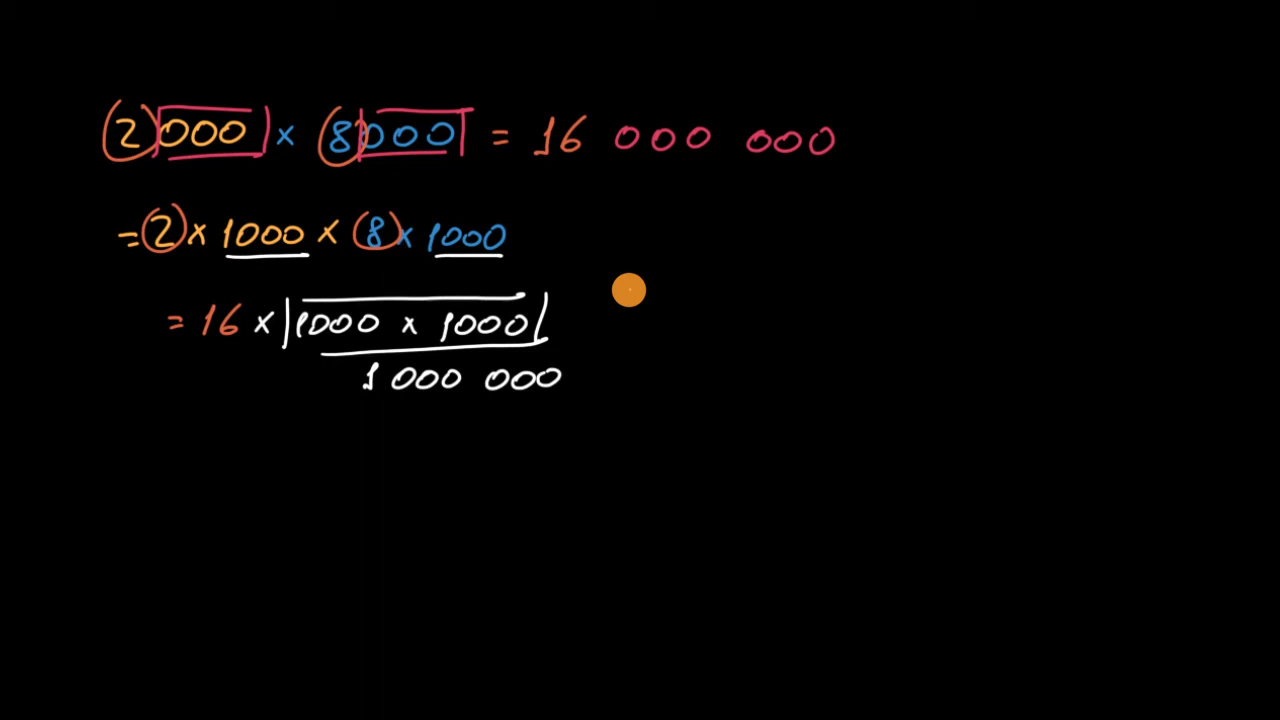 2000 × 8000 = 16 000 000
= 2 × 1000 × 8 × 1000
= 16 × 1000 × 1000
1 000 000